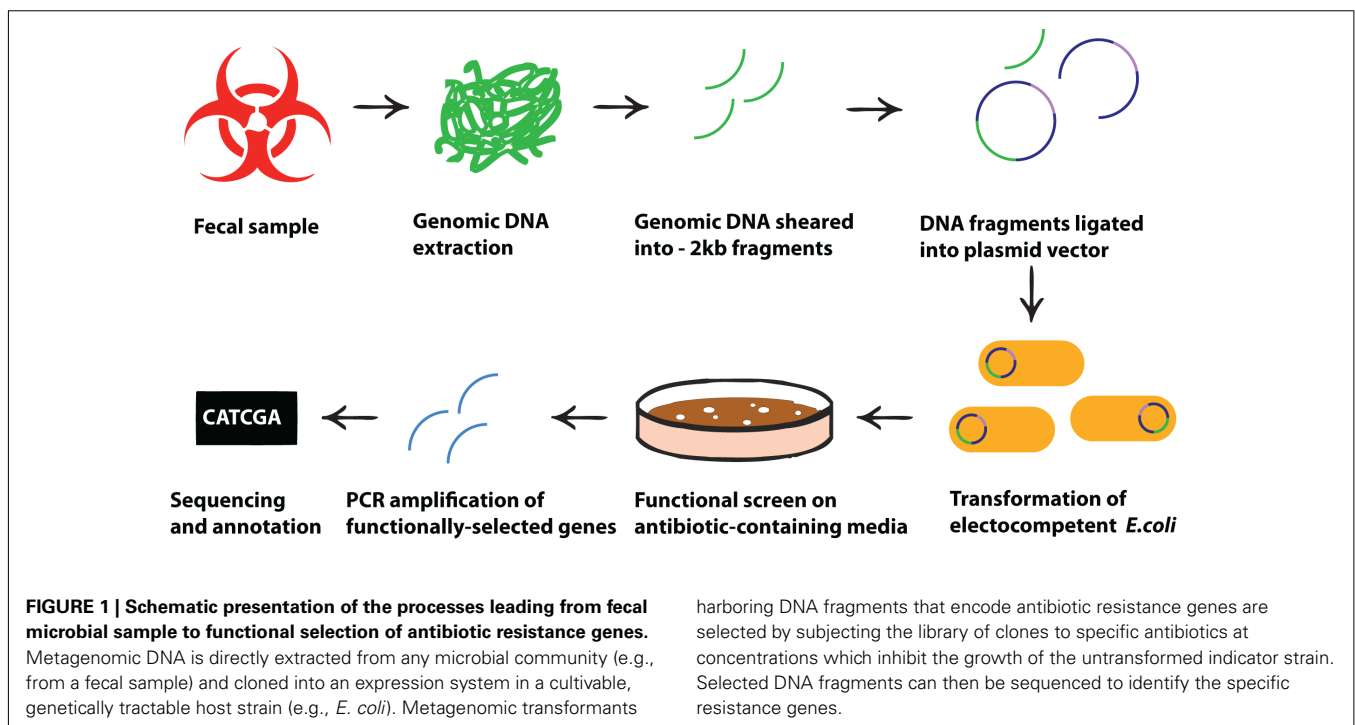 Fecal sample
Genomic DNA
extraction
Genomic DNA sheared
into - 2kb fragments
DNA fragments ligated
into plasmid vector
CATCGA
Sequencing
and annotation
PCR amplification of
functionally-selected genes
Functional screen on
antibiotic-containing media
Transformation of
electocompetent E.coli
FIGURE 1 | Schematic presentation of the processes leading from fecal
microbial sample to functional selection of antibiotic resistance genes.
Metagenomic DNA is directly extracted from any microbial community (e.g.,
from a fecal sample) and cloned into an expression system in a cultivable,
genetically tractable host strain (e.g., E. coli). Metagenomic transformants
harboring DNA fragments that encode antibiotic resistance genes are
selected by subjecting the library of clones to specific antibiotics at
concentrations which inhibit the growth of the untransformed indicator strain.
Selected DNA fragments can then be sequenced to identify the specific
resistance genes.